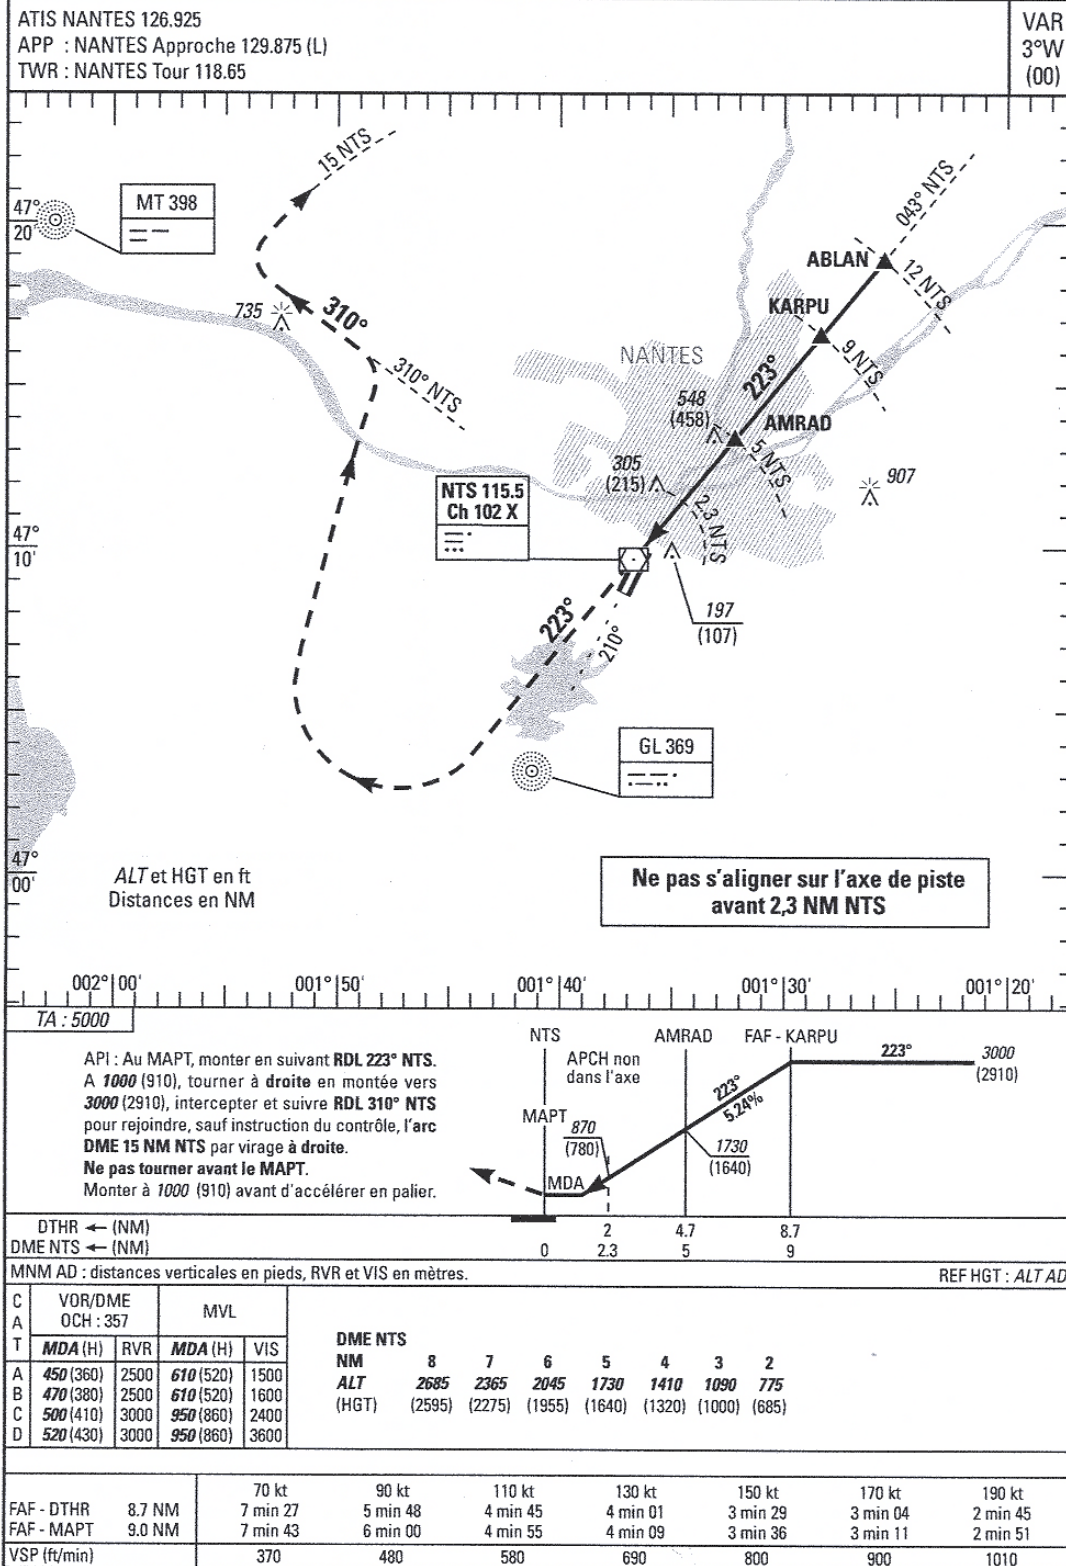 ATIS NANTES 126.925
APP : NANTES Approche 129.875 (L)
TWR : NANTES Tour 118.65
VAR
3°W
(00)
15 NTS
MT 398
47°
20'
043° NTS
ABLAN
12 NTS
KARPU
735
310°
9 NTS
NANTES
223°
310° NTS
548
(458)
AMRAD
5 NTS
305
(215)
907
NTS 115.5
Ch 102 X
2,3 NTS
47°
10'
197
(107)
223°
210°
GL 369
47°
00'
ALT et HGT en ft
Distances en NM
Ne pas s'aligner sur l'axe de piste
avant 2,3 NM NTS
002° 00' 001° 50' 001° 40' 001° 30' 001° 20'
TA : 5000
API : Au MAPT, monter en suivant RDL 223° NTS.
A 1000 (910), tourner à droite en montée vers
3000 (2910), intercepter et suivre RDL 310° NTS
pour rejoindre, sauf instruction du contrôle, l'arc
DME 15 NM NTS par virage à droite.
Ne pas tourner avant le MAPT.
Monter à 1000 (910) avant d'accélérer en palier.
NTS AMRAD FAF - KARPU
APCH non
dans l'axe
223°
3000
(2910)
223°
5.24%
MAPT
870
(780)
1730
(1640)
MDA
DTHR ← (NM) 2 4.7 8.7
DME NTS ← (NM) 0 2.3 5 9
MNM AD : distances verticales en pieds, RVR et VIS en mètres. REF HGT : ALT AD
CAT VOR/DME OCH : 357 MVL
MDA (H) RVR MDA (H) VIS
A 450 (360) 2500 610 (520) 1500
B 470 (380) 2500 610 (520) 1600
C 500 (410) 3000 950 (860) 2400
D 520 (430) 3000 950 (860) 3600
DME NTS
NM 8 7 6 5 4 3 2
ALT 2685 2365 2045 1730 1410 1090 775
(HGT) (2595) (2275) (1955) (1640) (1320) (1000) (685)
70 kt 90 kt 110 kt 130 kt 150 kt 170 kt 190 kt
FAF - DTHR 8.7 NM 7 min 27 5 min 48 4 min 45 4 min 01 3 min 29 3 min 04 2 min 45
FAF - MAPT 9.0 NM 7 min 43 6 min 00 4 min 55 4 min 09 3 min 36 3 min 11 2 min 51
VSP (ft/min) 370 480 580 690 800 900 1010